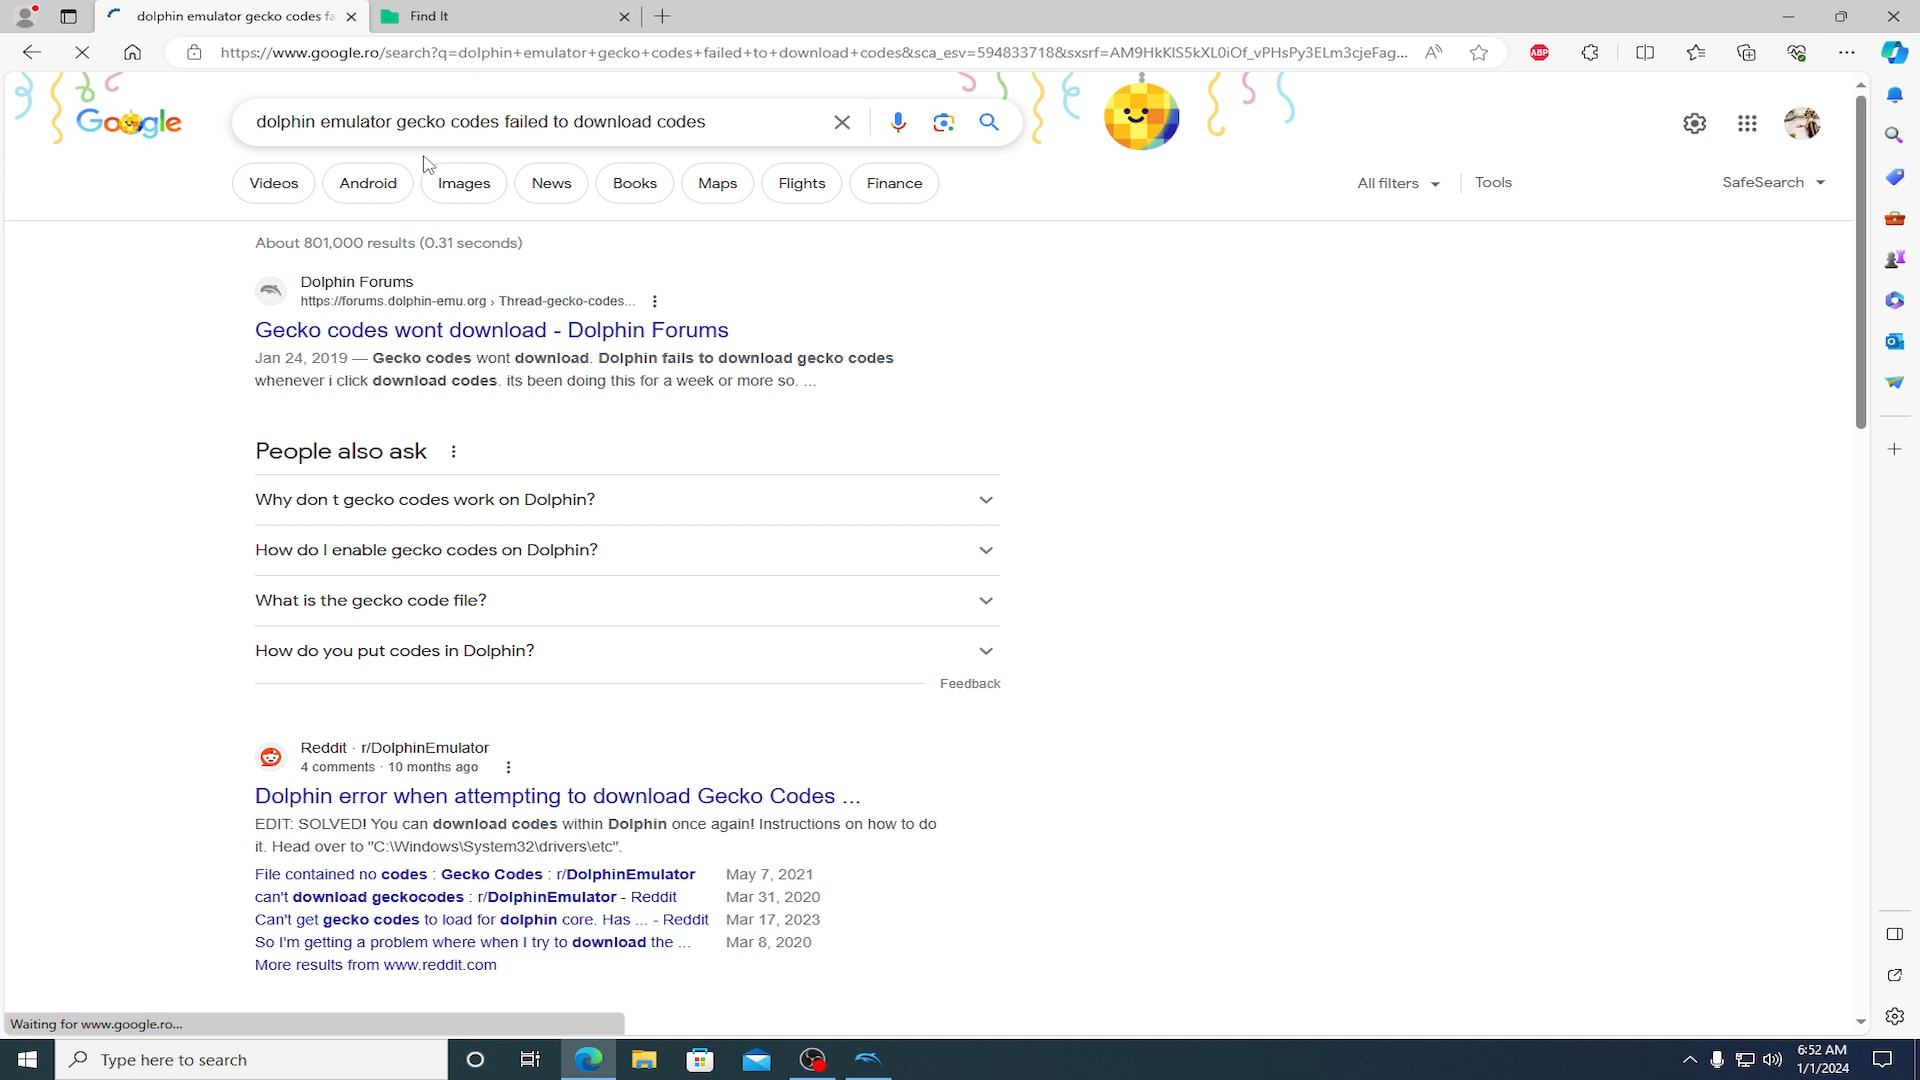 dolphin emulator gecko codes fa
Find It
https://www.google.ro/search?q=dolphin+emulator+gecko+codes+failed+to+download+codes&sca_esv=594833718&sxsrf=AM9HkKlS5kXL0iOf_vPHsPy3ELm3cjeFag...
ABP
Google
dolphin emulator gecko codes failed to download codes
Videos Android Images News Books Maps Flights Finance
All filters Tools SafeSearch
About 801,000 results (0.31 seconds)
Dolphin Forums
https://forums.dolphin-emu.org › Thread-gecko-codes...
Gecko codes wont download - Dolphin Forums
Jan 24, 2019 — Gecko codes wont download. Dolphin fails to download gecko codes
whenever i click download codes. its been doing this for a week or more so. ...
People also ask
Why don t gecko codes work on Dolphin?
How do I enable gecko codes on Dolphin?
What is the gecko code file?
How do you put codes in Dolphin?
Feedback
Reddit · r/DolphinEmulator
4 comments · 10 months ago
Dolphin error when attempting to download Gecko Codes ...
EDIT: SOLVED! You can download codes within Dolphin once again! Instructions on how to do
it. Head over to "C:\Windows\System32\drivers\etc".
File contained no codes : Gecko Codes : r/DolphinEmulator May 7, 2021
can't download geckocodes : r/DolphinEmulator - Reddit Mar 31, 2020
Can't get gecko codes to load for dolphin core. Has ... - Reddit Mar 17, 2023
So I'm getting a problem where when I try to download the ... Mar 8, 2020
More results from www.reddit.com
Waiting for www.google.ro...
Type here to search
6:52 AM
1/1/2024